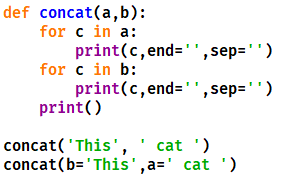 def concat(a,b):
    for c in a:
        print(c,end='',sep='')
    for c in b:
        print(c,end='',sep='')
    print()

concat('This', ' cat ')
concat(b='This',a=' cat ')